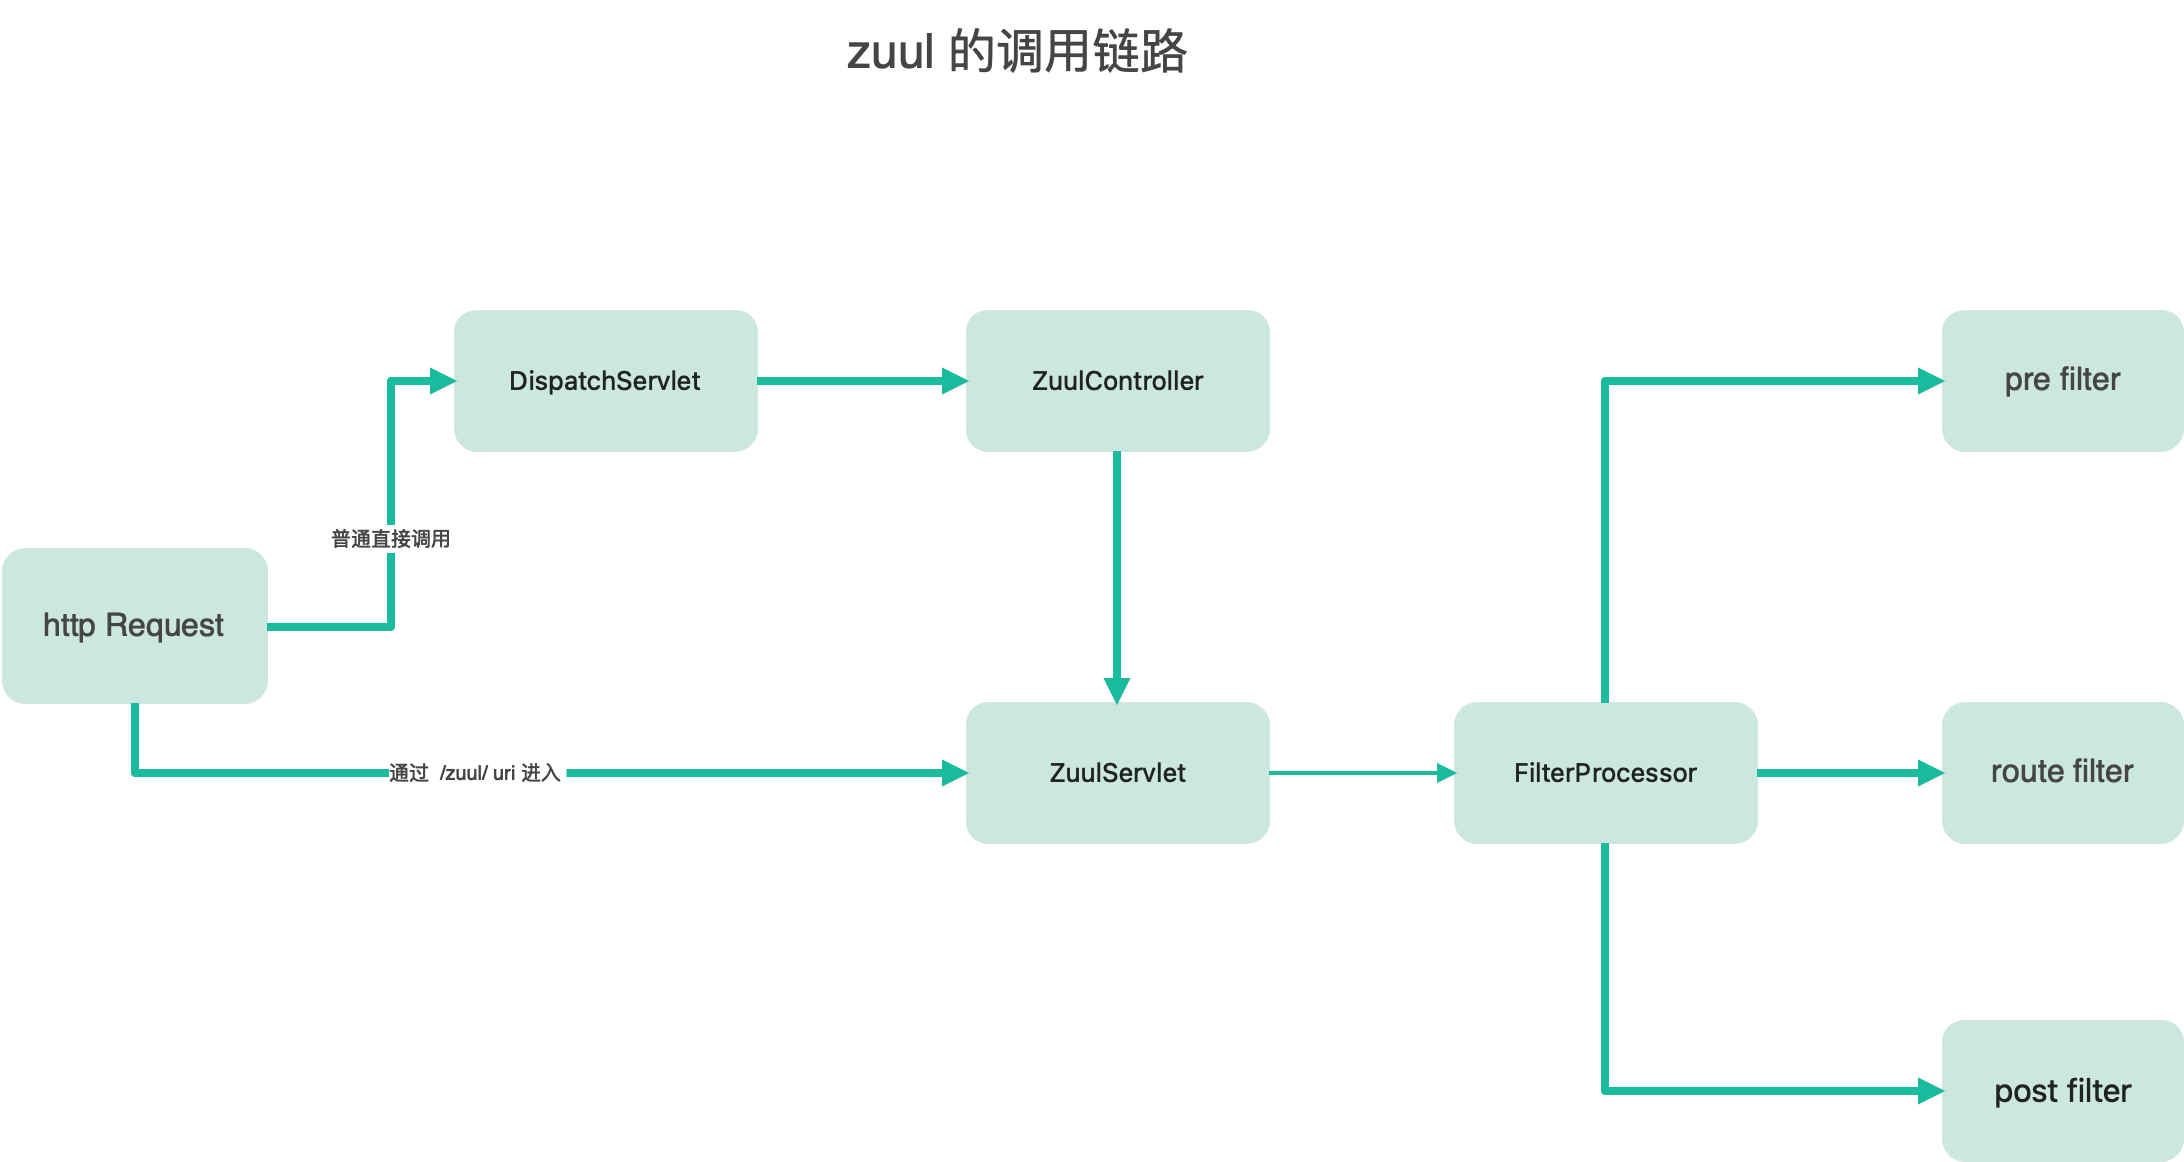 zuul 的调用链路
DispatchServlet
ZuulController
pre filter
普通直接调用
http Request
通过 /zuul/ uri 进入
ZuulServlet
FilterProcessor
route filter
post filter